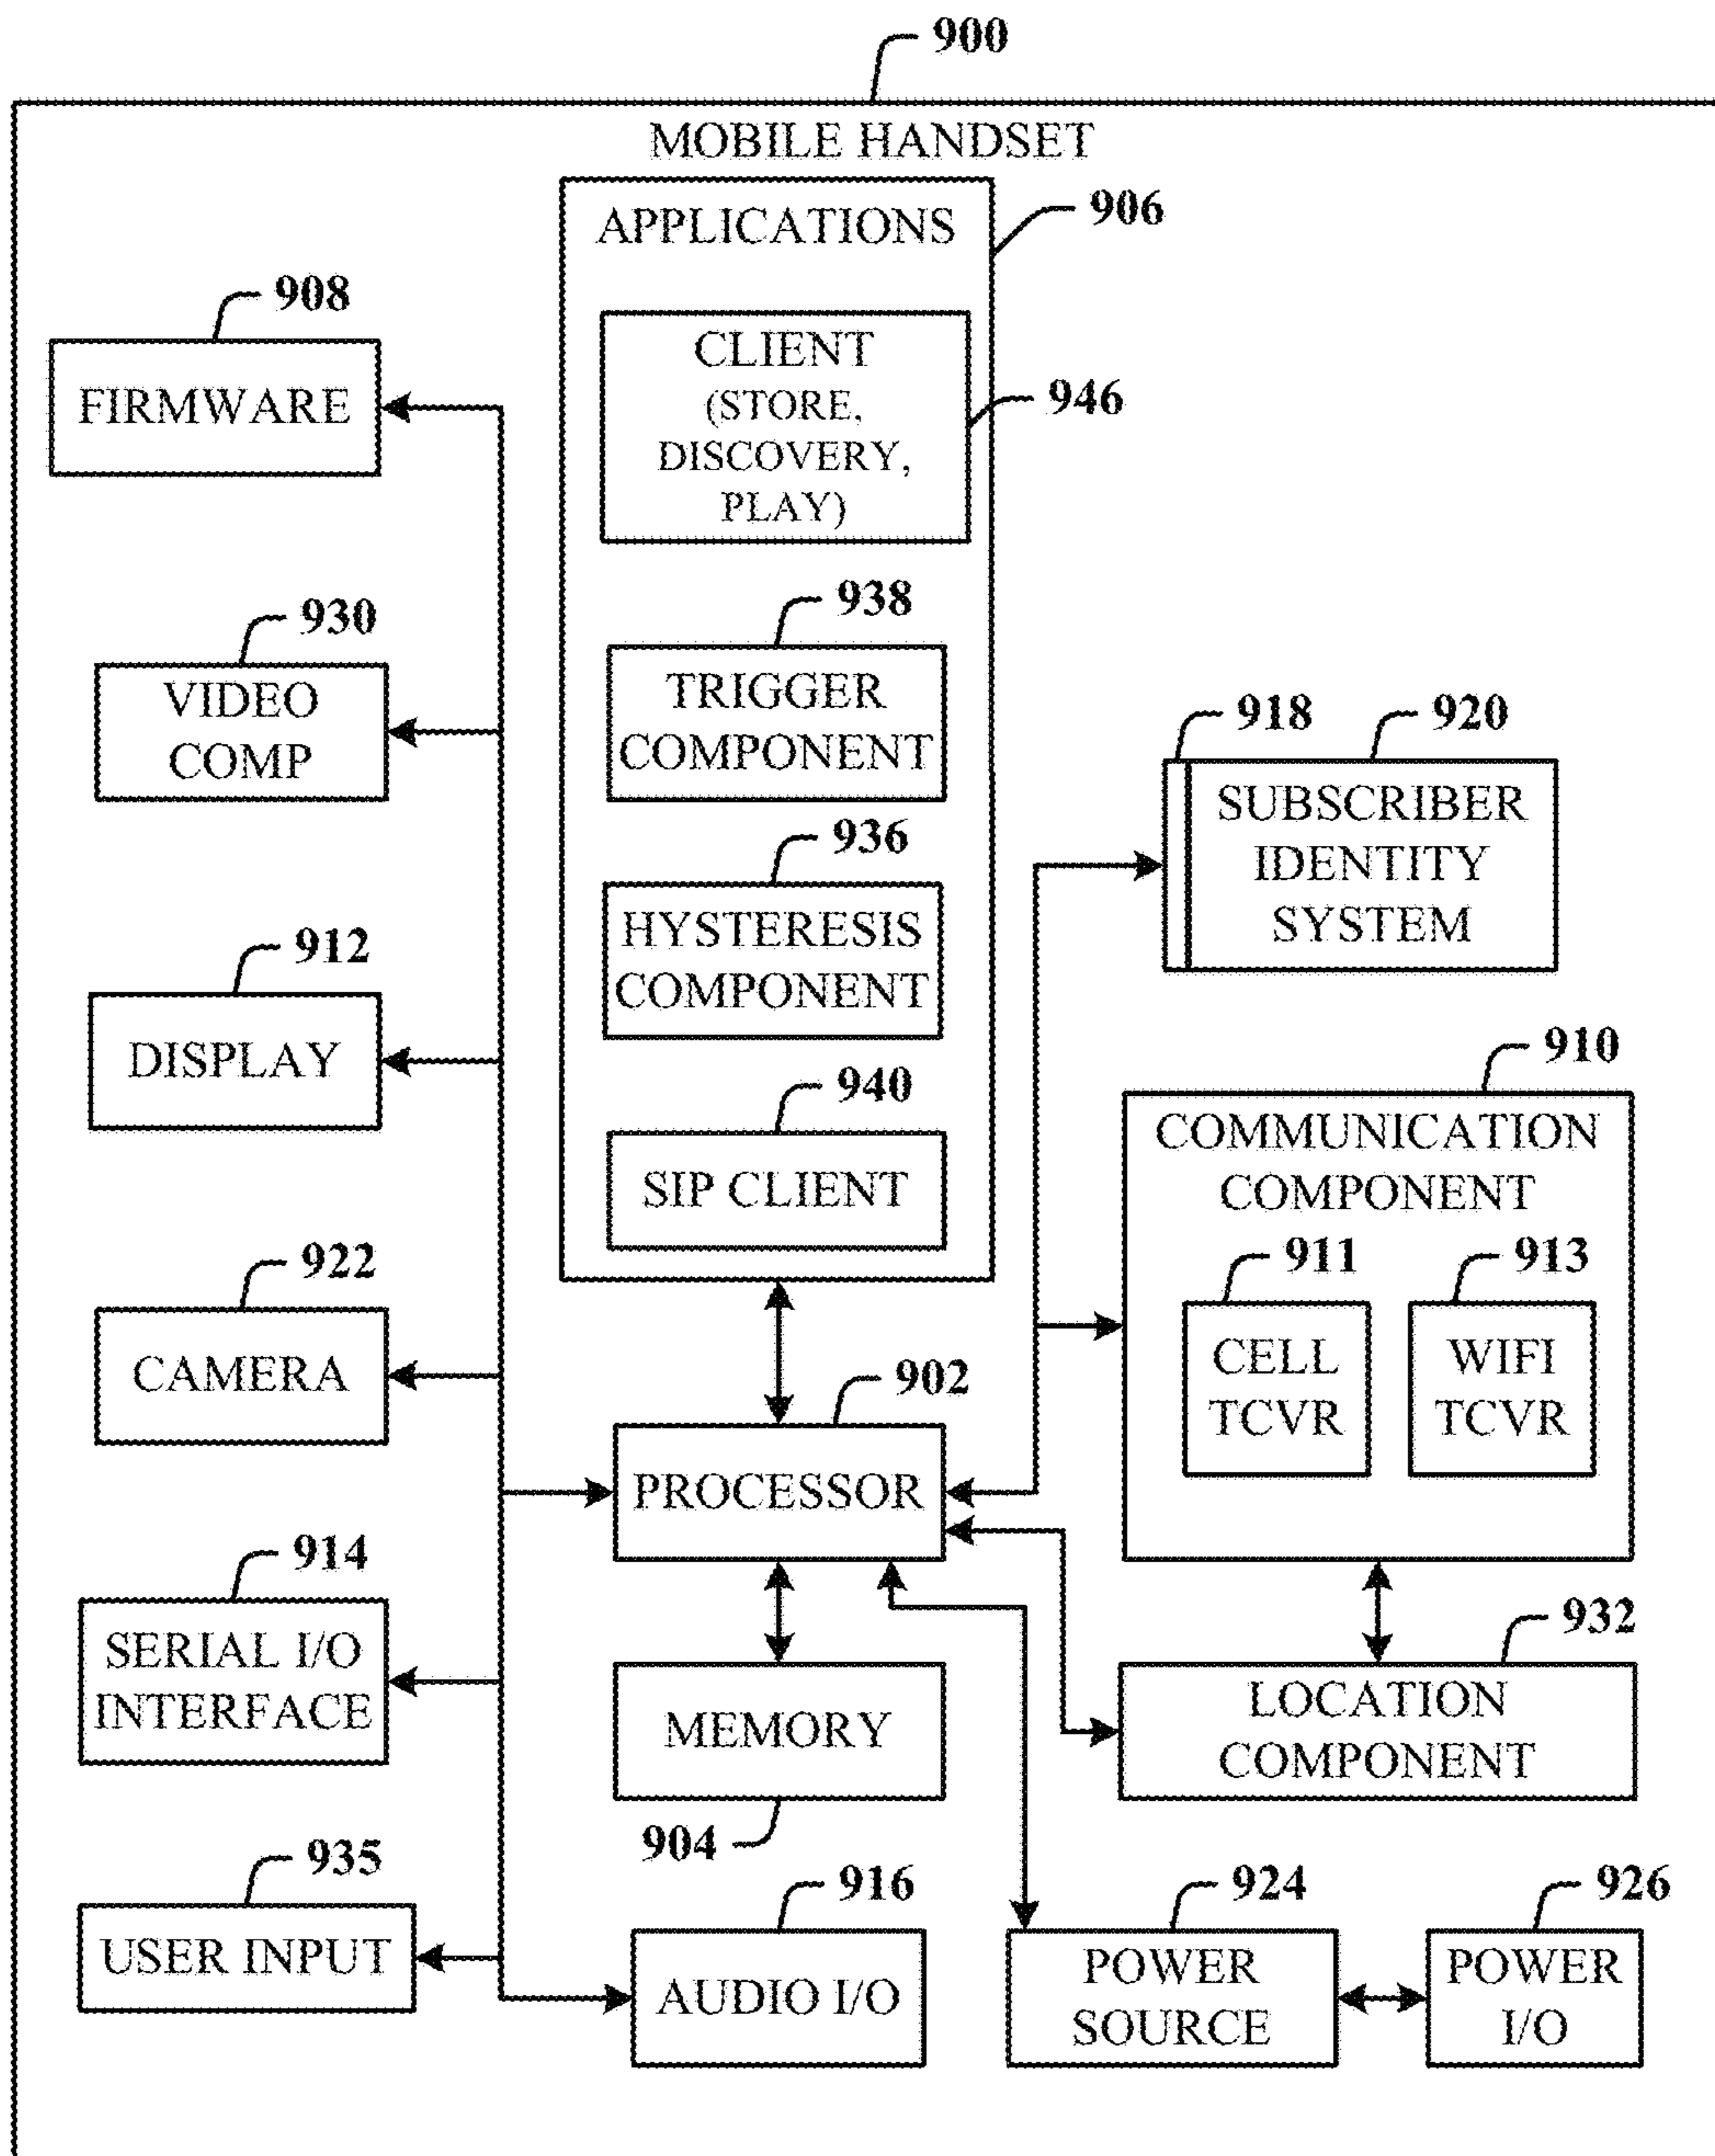 900
MOBILE HANDSET
906
APPLICATIONS
908
FIRMWARE
CLIENT
(STORE,
DISCOVERY,
PLAY)
946
930
VIDEO
COMP
938
TRIGGER
COMPONENT
918
920
SUBSCRIBER
IDENTITY
SYSTEM
936
HYSTERESIS
COMPONENT
912
DISPLAY
940
SIP CLIENT
910
COMMUNICATION
COMPONENT
911
CELL
TCVR
913
WIFI
TCVR
922
CAMERA
902
PROCESSOR
914
SERIAL I/O
INTERFACE
MEMORY
904
932
LOCATION
COMPONENT
935
USER INPUT
916
AUDIO I/O
924
POWER
SOURCE
926
POWER
I/O